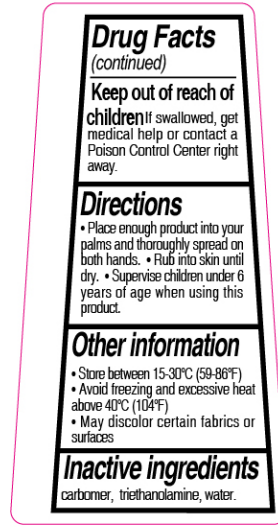 Drug Facts
(continued)
Keep out of reach of
children If swallowed, get
medical help or contact a
Poison Control Center right
away.
Directions
• Place enough product into your
palms and thoroughly spread on
both hands. • Rub into skin until
dry. • Supervise children under 6
years of age when using this
product.
Other information
• Store between 15-30°C (59-86°F)
• Avoid freezing and excessive heat
above 40°C (104°F)
• May discolor certain fabrics or
surfaces
Inactive ingredients
carbomer, triethanolamine, water.